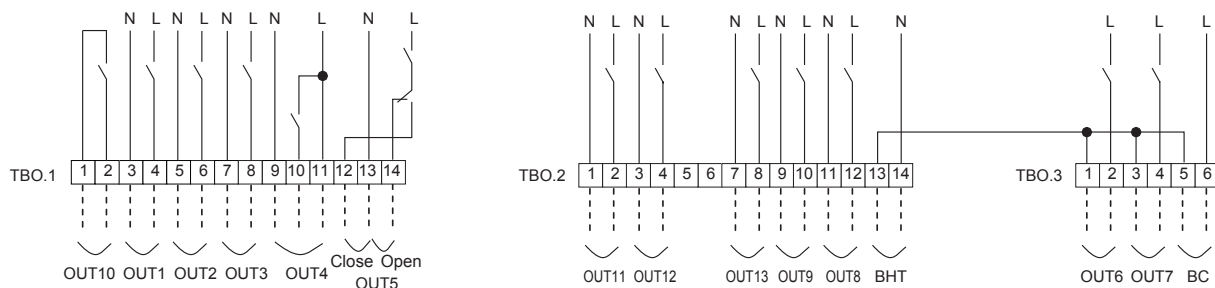 N L N L N L N L N L
N L N L N L N L N L N
L L L
TBO.1 1 2 3 4 5 6 7 8 9 10 11 12 13 14
TBO.2 1 2 3 4 5 6 7 8 9 10 11 12 13 14
TBO.3 1 2 3 4 5 6
OUT10 OUT1 OUT2 OUT3 OUT4 Close Open
OUT5
OUT11 OUT12 OUT13 OUT9 OUT8 BHT
OUT6 OUT7 BC